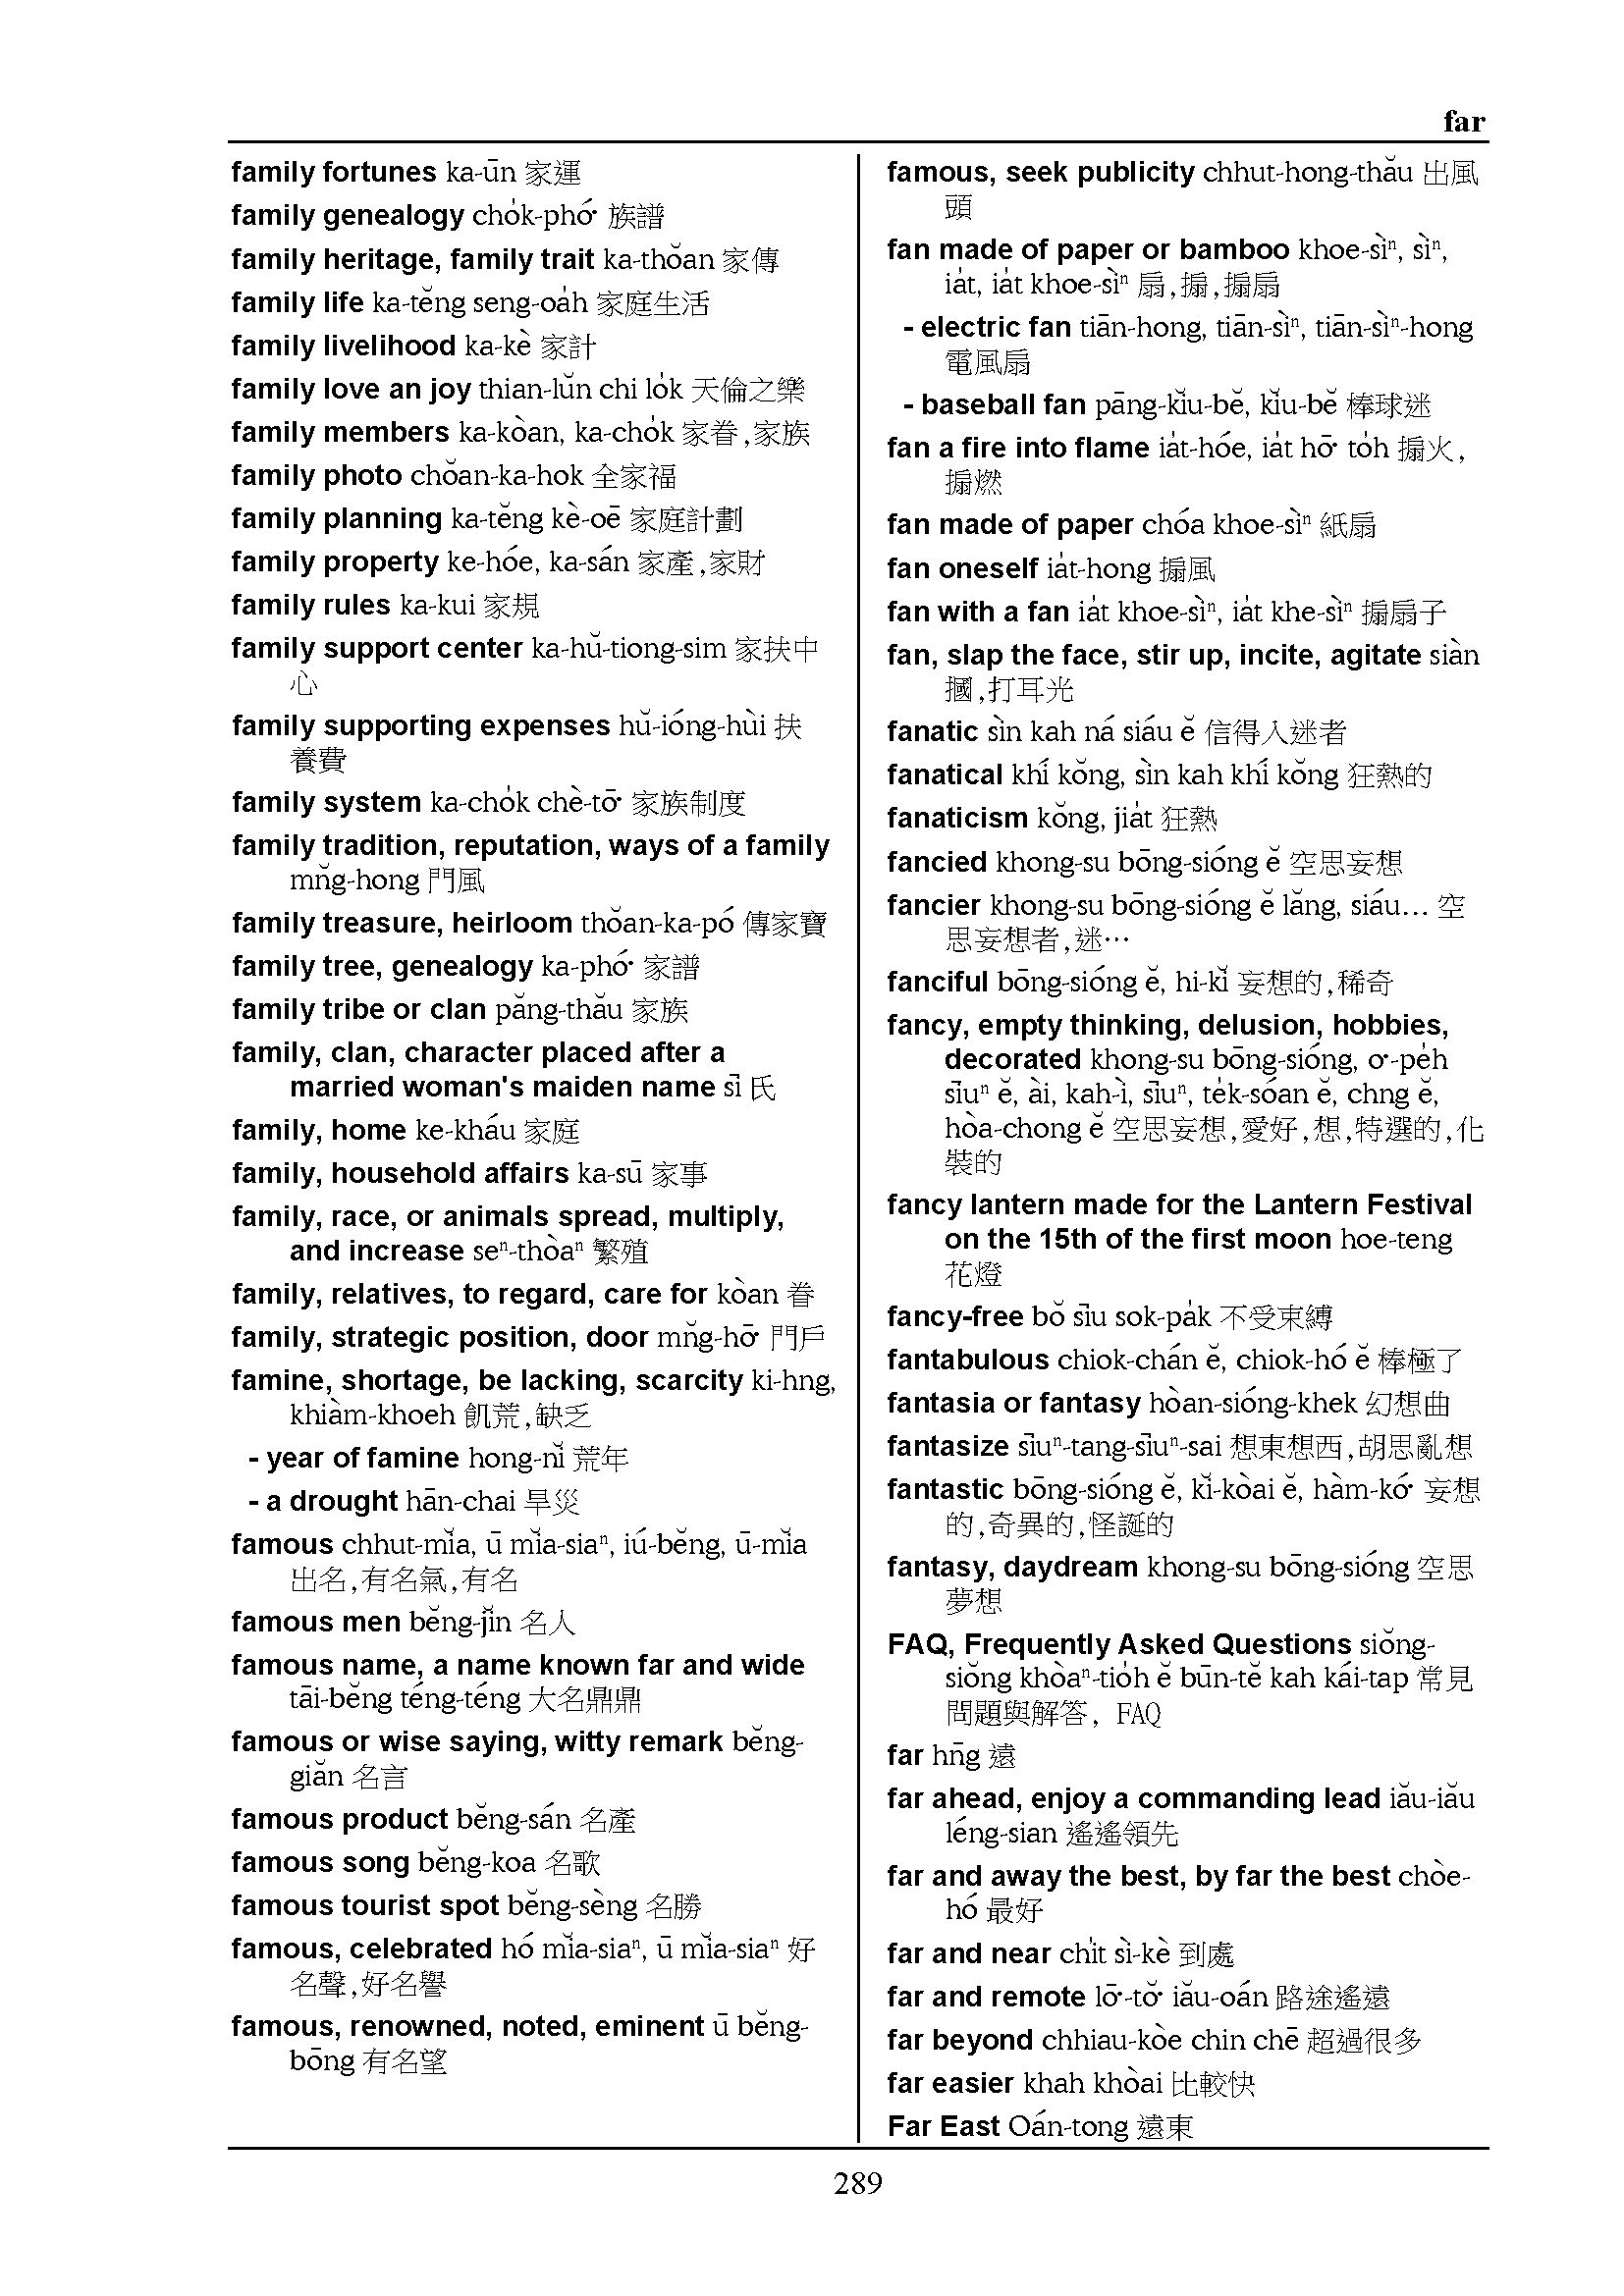 far
family fortunes ka-ūn 家運
family genealogy cho̍k-phó͘ 族譜
family heritage, family trait ka-thŏan 家傳
family life ka-tĕng seng-oa̍h 家庭生活
family livelihood ka-kè 家計
family love an joy thian-lŭn chi lo̍k 天倫之樂
family members ka-kòan, ka-cho̍k 家眷,家族
family photo chŏan-ka-hok 全家福
family planning ka-tĕng kè-oē 家庭計劃
family property ke-hóe, ka-sán 家產,家財
family rules ka-kui 家規
family support center ka-hŭ-tiong-sim 家扶中
心
family supporting expenses hŭ-ióng-hùi 扶
養費
family system ka-cho̍k chè-tō͘ 家族制度
family tradition, reputation, ways of a family
mn̆g-hong 門風
family treasure, heirloom thŏan-ka-pó 傳家寶
family tree, genealogy ka-phó͘ 家譜
family tribe or clan păng-thău 家族
family, clan, character placed after a
married woman's maiden name sī 氏
family, home ke-kháu 家庭
family, household affairs ka-sū 家事
family, race, or animals spread, multiply,
and increase seⁿ-thòaⁿ 繁殖
family, relatives, to regard, care for kòan 眷
family, strategic position, door mn̆g-hō͘ 門戶
famine, shortage, be lacking, scarcity ki-hng,
khiàm-khoeh 飢荒,缺乏
- year of famine hong-nĭ 荒年
- a drought hān-chai 旱災
famous chhut-mĭa, ū mĭa-siaⁿ, iú-bĕng, ū-mĭa
出名,有名氣,有名
famous men bĕng-jĭn 名人
famous name, a name known far and wide
tāi-bĕng téng-téng 大名鼎鼎
famous or wise saying, witty remark bĕng-
giăn 名言
famous product bĕng-sán 名產
famous song bĕng-koa 名歌
famous tourist spot bĕng-sèng 名勝
famous, celebrated hó mĭa-siaⁿ, ū mĭa-siaⁿ 好
名聲,好名譽
famous, renowned, noted, eminent ū bĕng-
bōng 有名望
famous, seek publicity chhut-hong-thău 出風
頭
fan made of paper or bamboo khoe-sìⁿ, sìⁿ,
ia̍t, ia̍t khoe-sìⁿ 扇,搧,搧扇
- electric fan tiān-hong, tiān-sìⁿ, tiān-sìⁿ-hong
電風扇
- baseball fan pāng-kĭu-bĕ, kĭu-bĕ 棒球迷
fan a fire into flame ia̍t-hóe, ia̍t hō͘ to̍h 搧火,
搧燃
fan made of paper chóa khoe-sìⁿ 紙扇
fan oneself ia̍t-hong 搧風
fan with a fan ia̍t khoe-sìⁿ, ia̍t khe-sìⁿ 搧扇子
fan, slap the face, stir up, incite, agitate siàn
摑,打耳光
fanatic sìn kah ná siáu ĕ 信得入迷者
fanatical khí kŏng, sìn kah khí kŏng 狂熱的
fanaticism kŏng, jia̍t 狂熱
fancied khong-su bōng-sióng ĕ 空思妄想
fancier khong-su bōng-sióng ĕ lăng, siáu... 空
思妄想者,迷…
fanciful bōng-sióng ĕ, hi-kĭ 妄想的,稀奇
fancy, empty thinking, delusion, hobbies,
decorated khong-su bōng-sióng, o͘-pe̍h
sīuⁿ ĕ, ài, kah-ì, sīuⁿ, te̍k-sóan ĕ, chng ĕ,
hòa-chong ĕ 空思妄想,愛好,想,特選的,化
裝的
fancy lantern made for the Lantern Festival
on the 15th of the first moon hoe-teng
花燈
fancy-free bŏ sīu sok-pa̍k 不受束縛
fantabulous chiok-chán ĕ, chiok-hó ĕ 棒極了
fantasia or fantasy hòan-sióng-khek 幻想曲
fantasize sīuⁿ-tang-sīuⁿ-sai 想東想西,胡思亂想
fantastic bōng-sióng ĕ, kĭ-kòai ĕ, hàm-kó͘ 妄想
的,奇異的,怪誕的
fantasy, daydream khong-su bōng-sióng 空思
夢想
FAQ, Frequently Asked Questions siŏng-
siŏng khòaⁿ-tio̍h ĕ būn-tĕ kah kái-tap 常見
問題與解答, FAQ
far hn̄g 遠
far ahead, enjoy a commanding lead iău-iău
léng-sian 遙遙領先
far and away the best, by far the best chòe-
hó 最好
far and near chi̍t sì-kè 到處
far and remote lō͘-tŏ͘ iău-oán 路途遙遠
far beyond chhiau-kòe chin chē 超過很多
far easier khah khòai 比較快
Far East Oán-tong 遠東
289